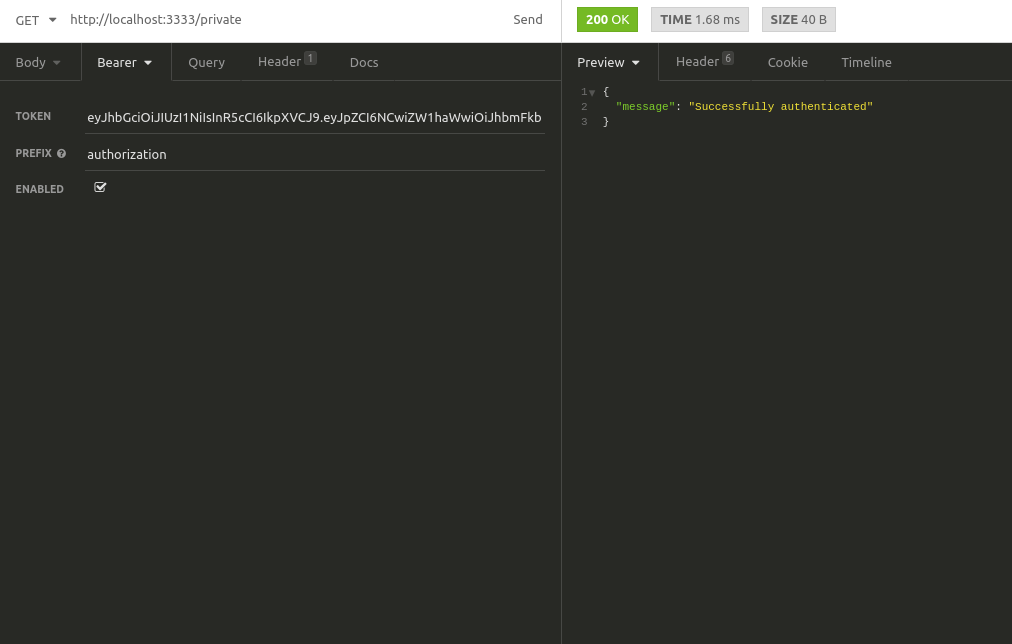 GET http://localhost:3333/private Send
200 OK TIME 1.68 ms SIZE 40 B
Body Bearer Query Header 1 Docs
Preview Header 6 Cookie Timeline
TOKEN eyJhbGciOiJIUzI1NiIsInR5cCI6IkpXVCJ9.eyJpZCI6NCwiZW1haWwiOiJhbmFkb
PREFIX authorization
ENABLED
1 {
2 "message": "Successfully authenticated"
3 }